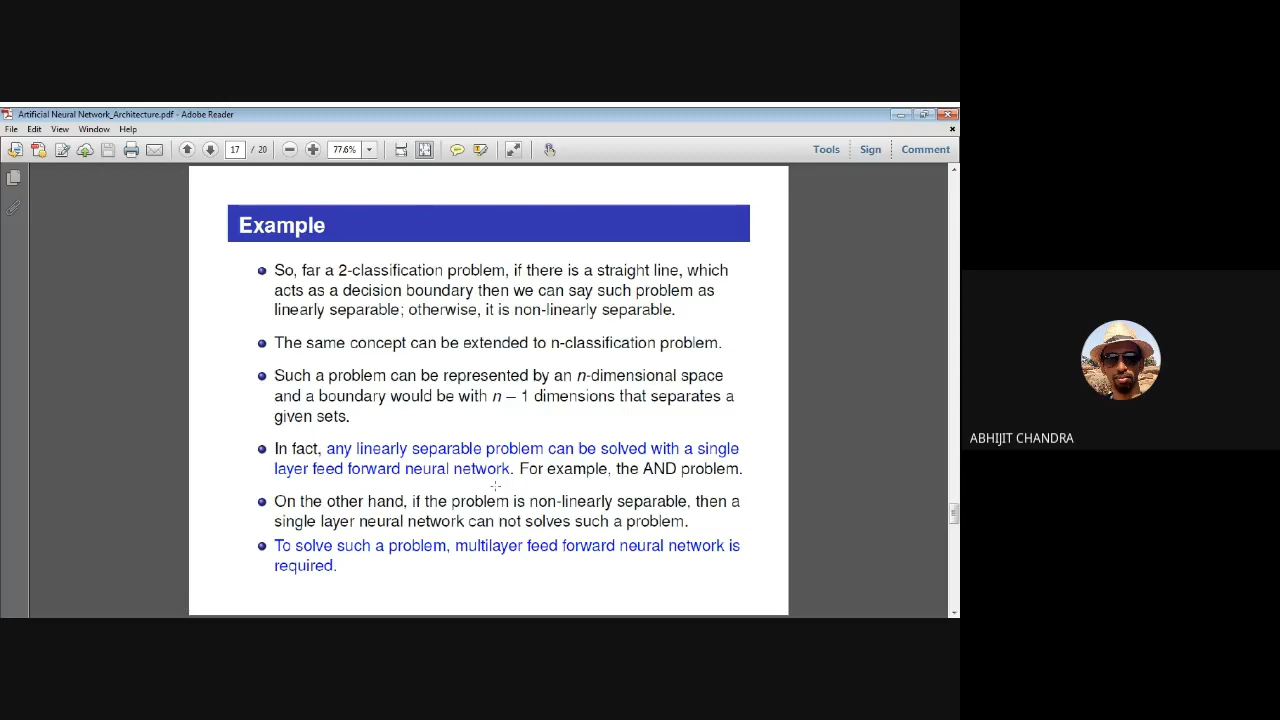 Artificial Neural Network_Architecture.pdf - Adobe Reader
File Edit View Window Help
17 / 20 77.6% Tools Sign Comment
Example
So, far a 2-classification problem, if there is a straight line, which
acts as a decision boundary then we can say such problem as
linearly separable; otherwise, it is non-linearly separable.
The same concept can be extended to n-classification problem.
Such a problem can be represented by an n-dimensional space
and a boundary would be with n − 1 dimensions that separates a
given sets.
In fact, any linearly separable problem can be solved with a single
layer feed forward neural network. For example, the AND problem.
On the other hand, if the problem is non-linearly separable, then a
single layer neural network can not solves such a problem.
To solve such a problem, multilayer feed forward neural network is
required.
ABHIJIT CHANDRA